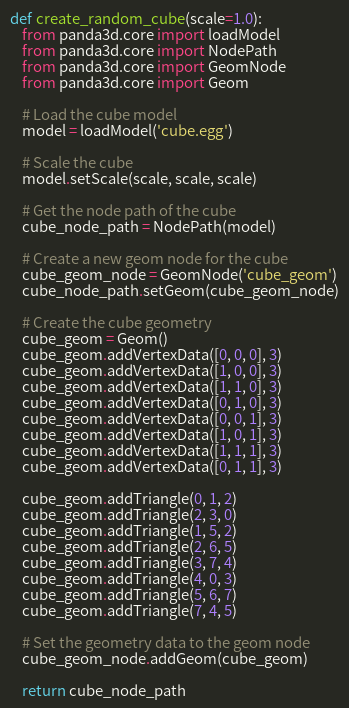 def create_random_cube(scale=1.0):
    from panda3d.core import loadModel
    from panda3d.core import NodePath
    from panda3d.core import GeomNode
    from panda3d.core import Geom

    # Load the cube model
    model = loadModel('cube.egg')

    # Scale the cube
    model.setScale(scale, scale, scale)

    # Get the node path of the cube
    cube_node_path = NodePath(model)

    # Create a new geom node for the cube
    cube_geom_node = GeomNode('cube_geom')
    cube_node_path.setGeom(cube_geom_node)

    # Create the cube geometry
    cube_geom = Geom()
    cube_geom.addVertexData([0, 0, 0], 3)
    cube_geom.addVertexData([1, 0, 0], 3)
    cube_geom.addVertexData([1, 1, 0], 3)
    cube_geom.addVertexData([0, 1, 0], 3)
    cube_geom.addVertexData([0, 0, 1], 3)
    cube_geom.addVertexData([1, 0, 1], 3)
    cube_geom.addVertexData([1, 1, 1], 3)
    cube_geom.addVertexData([0, 1, 1], 3)

    cube_geom.addTriangle(0, 1, 2)
    cube_geom.addTriangle(2, 3, 0)
    cube_geom.addTriangle(1, 5, 2)
    cube_geom.addTriangle(2, 6, 5)
    cube_geom.addTriangle(3, 7, 4)
    cube_geom.addTriangle(4, 0, 3)
    cube_geom.addTriangle(5, 6, 7)
    cube_geom.addTriangle(7, 4, 5)

    # Set the geometry data to the geom node
    cube_geom_node.addGeom(cube_geom)

    return cube_node_path